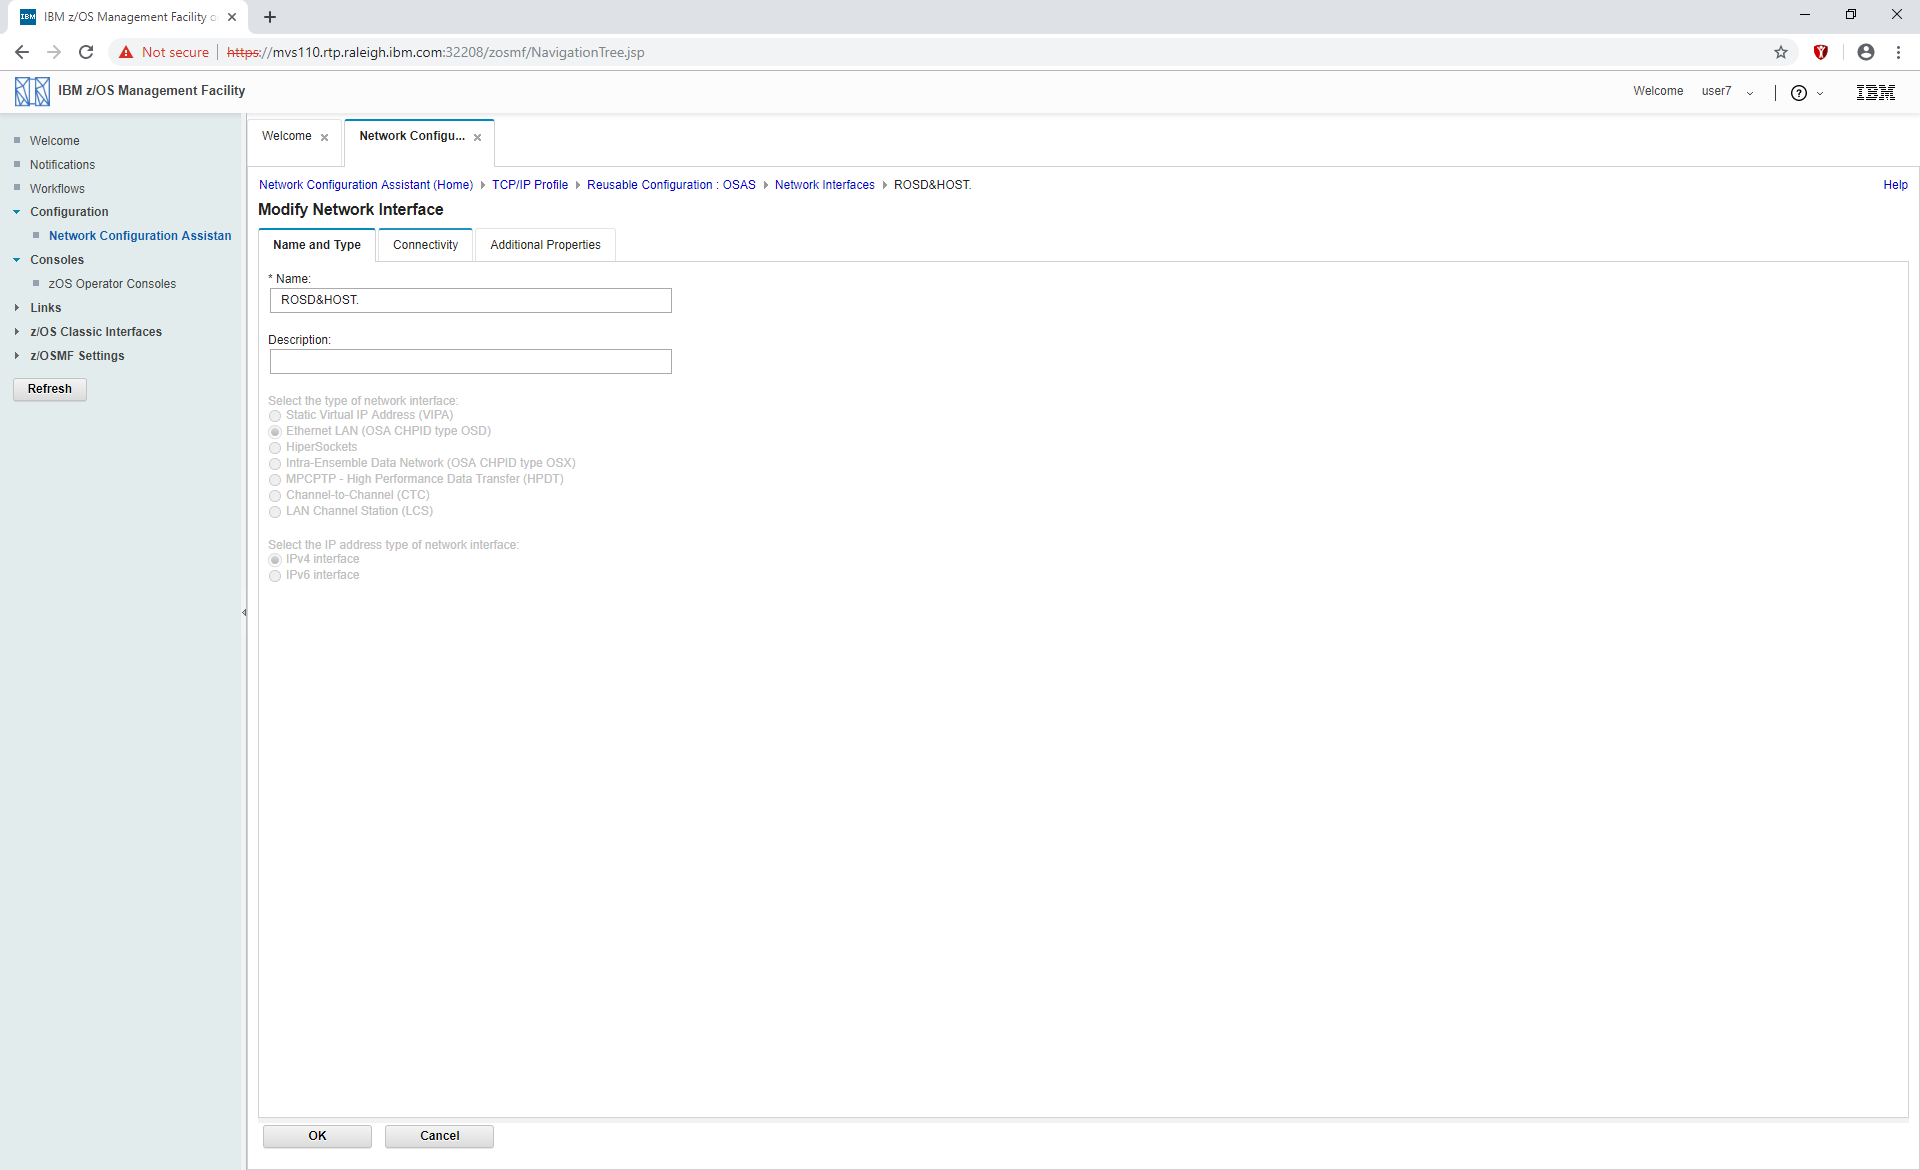 IBM IBM z/OS Management Facility o
Not secure https://mvs110.rtp.raleigh.ibm.com:32208/zosmf/NavigationTree.jsp
IBM z/OS Management Facility
Welcome user7 ? IBM
Welcome
Notifications
Workflows
Configuration
Network Configuration Assistan
Consoles
zOS Operator Consoles
Links
z/OS Classic Interfaces
z/OSMF Settings
Refresh
Welcome Network Configu...
Network Configuration Assistant (Home) TCP/IP Profile Reusable Configuration : OSAS Network Interfaces ROSD&HOST. Help
Modify Network Interface
Name and Type Connectivity Additional Properties
* Name:
ROSD&HOST.
Description:
Select the type of network interface:
Static Virtual IP Address (VIPA)
Ethernet LAN (OSA CHPID type OSD)
HiperSockets
Intra-Ensemble Data Network (OSA CHPID type OSX)
MPCPTP - High Performance Data Transfer (HPDT)
Channel-to-Channel (CTC)
LAN Channel Station (LCS)
Select the IP address type of network interface:
IPv4 interface
IPv6 interface
OK Cancel